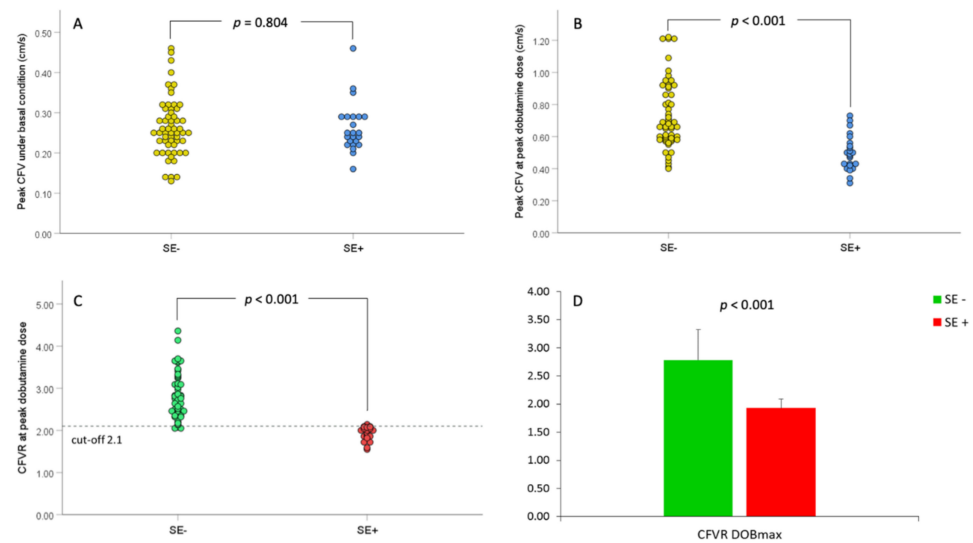 A
p = 0.804
Peak CFV under basal condition (cm/s)
0.50
0.40
0.30
0.20
0.10
0.00
SE-
SE+
B
p < 0.001
Peak CFV at peak dobutamine dose (cm/s)
1.20
1.00
0.80
0.60
0.40
0.20
0.00
SE-
SE+
C
p < 0.001
CFVR at peak dobutamine dose
5.00
4.00
3.00
2.00
1.00
0.00
cut-off 2.1
SE-
SE+
D
p < 0.001
SE -
SE +
4.00
3.50
3.00
2.50
2.00
1.50
1.00
0.50
0.00
CFVR DOBmax